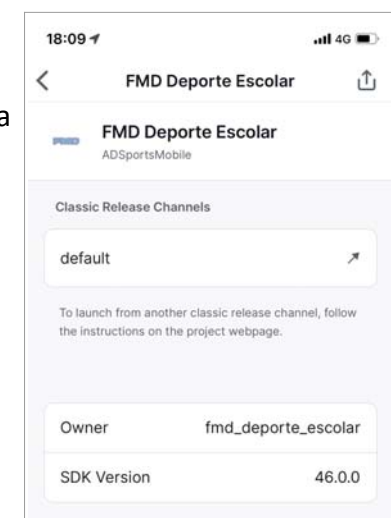 18:09
4G
FMD Deporte Escolar
a
FMD
FMD Deporte Escolar
ADSportsMobile
Classic Release Channels
default
To launch from another classic release channel, follow
the instructions on the project webpage.
Owner fmd_deporte_escolar
SDK Version 46.0.0